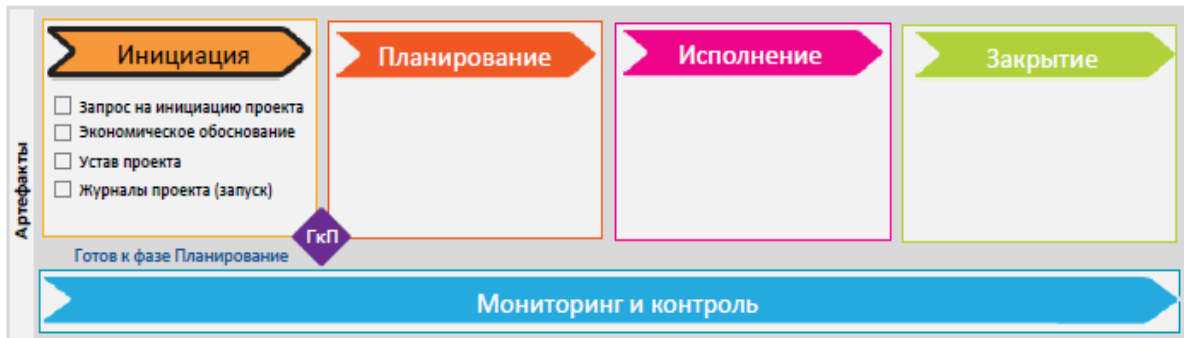 Артефакты
Инициация
Запрос на инициацию проекта
Экономическое обоснование
Устав проекта
Журналы проекта (запуск)
Планирование
Исполнение
Закрытие
ГкП
Готов к фазе Планирование
Мониторинг и контроль